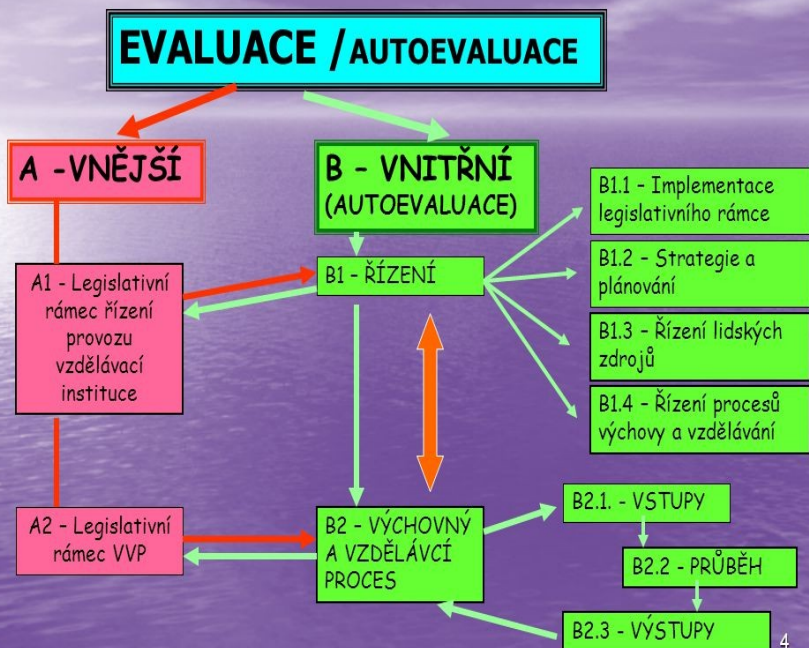 EVALUACE /AUTOEVALUACE
A -VNĚJŠÍ
B - VNITŘNÍ
(AUTOEVALUACE)
B1.1 - Implementace
legislativního rámce
B1.2 - Strategie a
plánování
B1.3 - Řízení lidských
zdrojů
B1.4 - Řízení procesů
výchovy a vzdělávání
A1 - Legislativní
rámec řízení
provozu
vzdělávací
instituce
B1 - ŘÍZENÍ
A2 - Legislativní
rámec VVP
B2 - VÝCHOVNÝ
A VZDĚLÁVCÍ
PROCES
B2.1. - VSTUPY
B2.2 - PRŮBĚH
B2.3 - VÝSTUPY
4